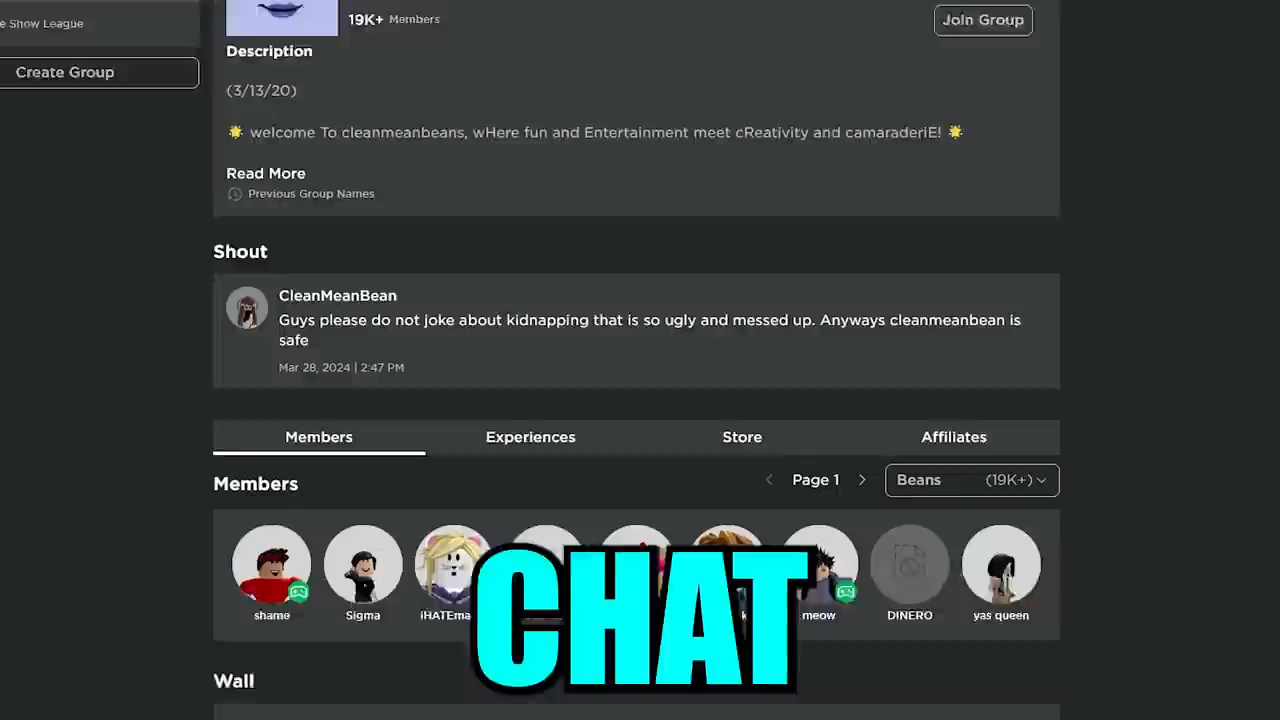 e Show League
Create Group
19K+ Members
Join Group
Description
(3/13/20)
🌟 welcome To cleanmeanbeans, wHere fun and Entertainment meet cReativity and camaraderiE! 🌟
Read More
Previous Group Names
Shout
CleanMeanBean
Guys please do not joke about kidnapping that is so ugly and messed up. Anyways cleanmeanbean is
safe
Mar 28, 2024 | 2:47 PM
Members Experiences Store Affiliates
Members
Page 1
Beans (19K+)
shame Sigma iHATEma meow DINERO yas queen
CHAT
Wall